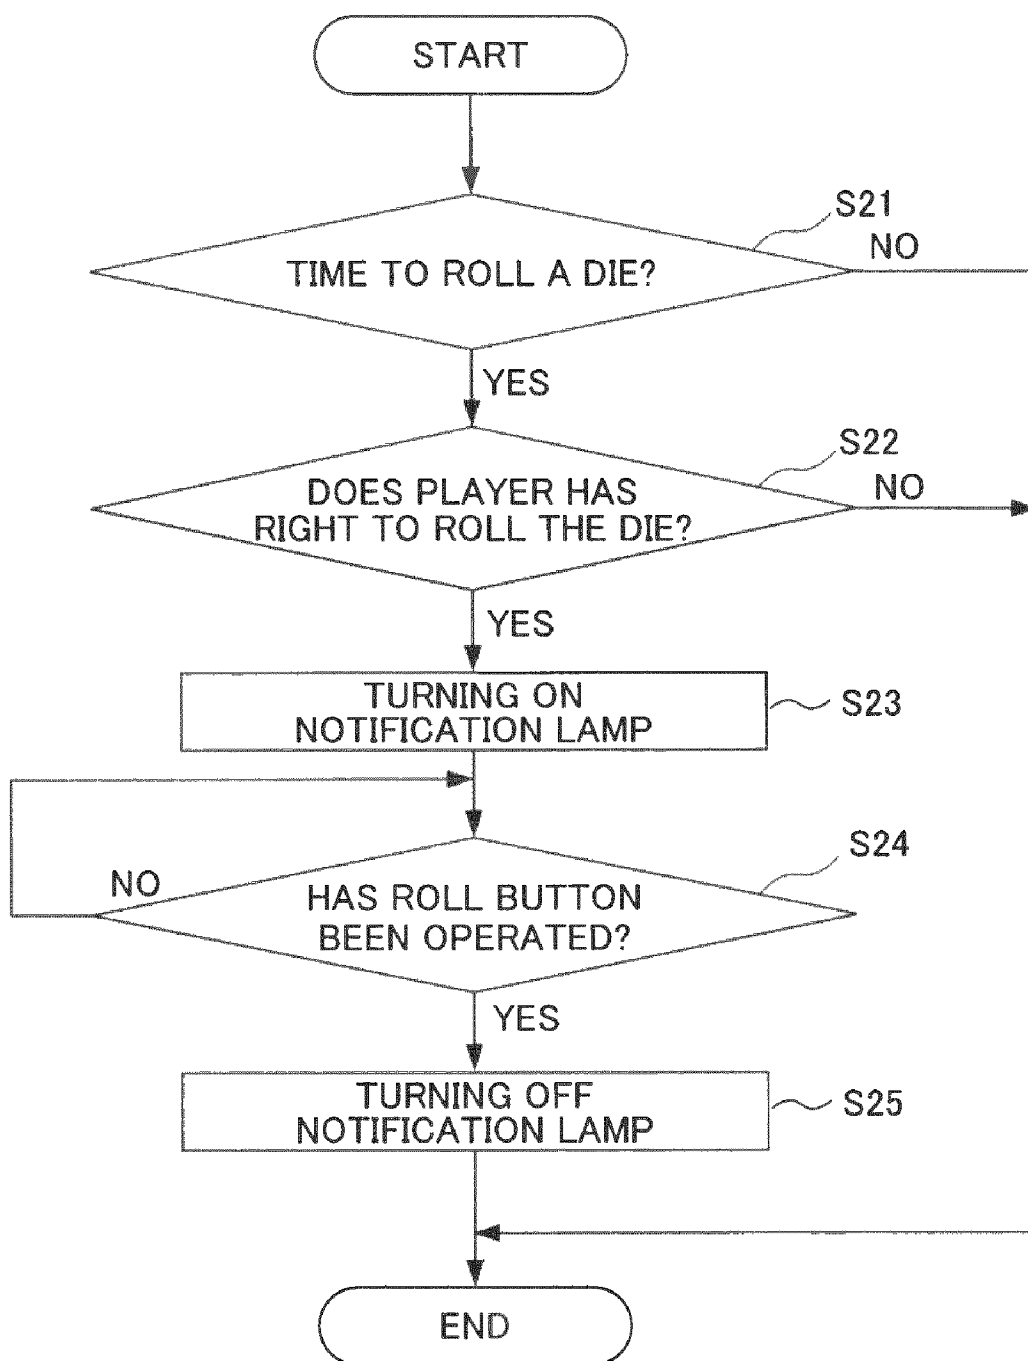 START
S21
NO
TIME TO ROLL A DIE?
YES
S22
NO
DOES PLAYER HAS
RIGHT TO ROLL THE DIE?
YES
TURNING ON
NOTIFICATION LAMP
S23
S24
NO
HAS ROLL BUTTON
BEEN OPERATED?
YES
TURNING OFF
NOTIFICATION LAMP
S25
END